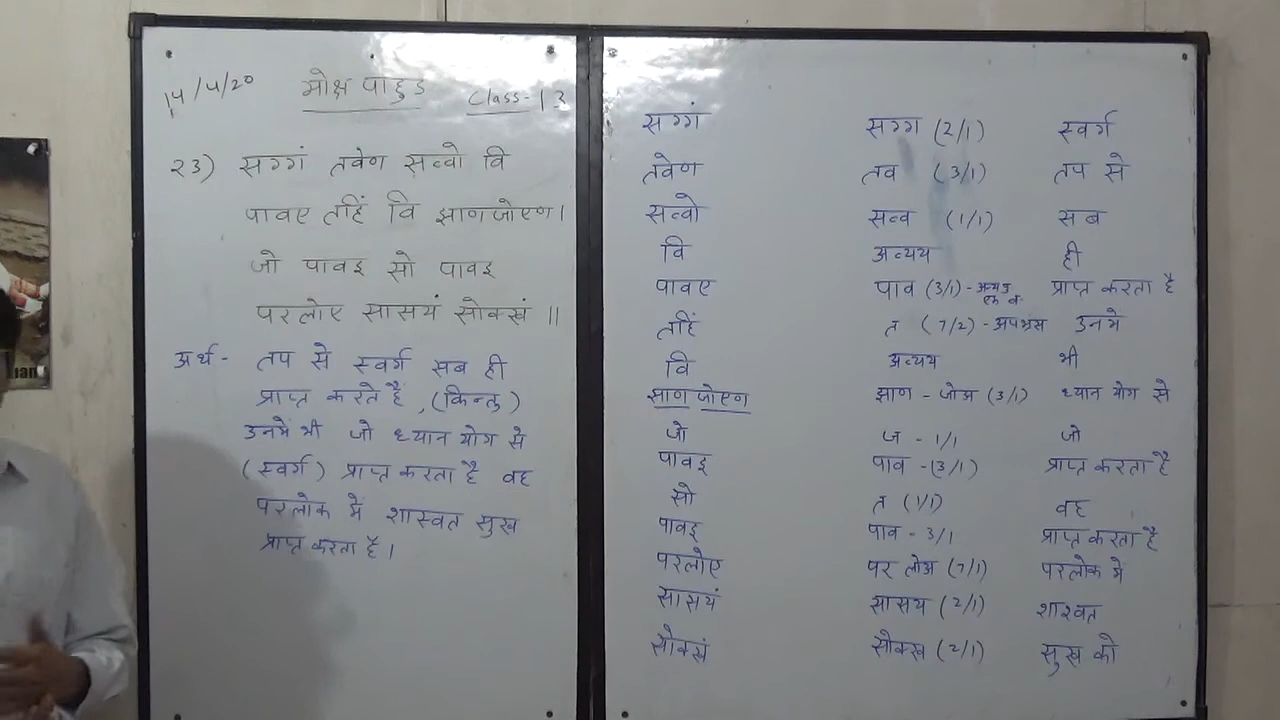 14/4/20 मोक्ष पाहुड Class-13
23) सग्गं तवेण सव्वो वि
पावए तहिं वि झाणजोएण।
जो पावइ सो पावइ
परलोए सासयं सोक्खं ॥
अर्थ- तप से स्वर्ग सब ही
प्राप्त करते हैं, (किन्तु)
उनमें भी जो ध्यान योग से
(स्वर्ग) प्राप्त करता है वह
परलोक में शास्वत सुख
प्राप्त करता है।
सग्गं सग्ग (2/1) स्वर्ग
तवेण तव (3/1) तप से
सव्वो सव्व (1/1) सब
वि अव्यय ही
पावए पाव (3/1)- प्राप्त करता है
तहिं त (7/2)-अपभ्रंस उनमे
वि अव्यय भी
झाणजोएण झाण - जोअ (3/1) ध्यान योग से
जो ज - 1/1 जो
पावइ पाव -(3/1) प्राप्त करता है
सो त (1/1) वह
पावइ पाव - 3/1 प्राप्त करता है
परलोए पर लोअ (7/1) परलोक मे
सासयं सासय (2/1) शाश्वत
सोक्खं सोक्ख (2/1) सुख को